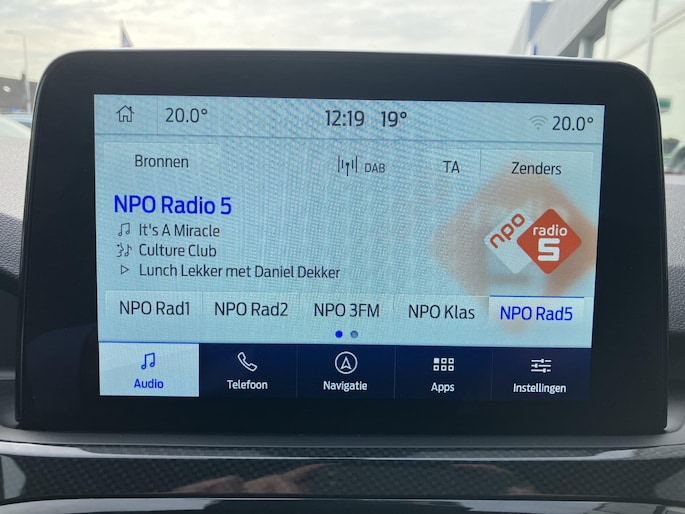 20.0° 12:19 19° 20.0°
Bronnen DAB TA Zenders
NPO Radio 5
It's A Miracle
Culture Club
Lunch Lekker met Daniel Dekker
npo radio 5
NPO Rad1 NPO Rad2 NPO 3FM NPO Klas NPO Rad5
Audio Telefoon Navigatie Apps Instellingen